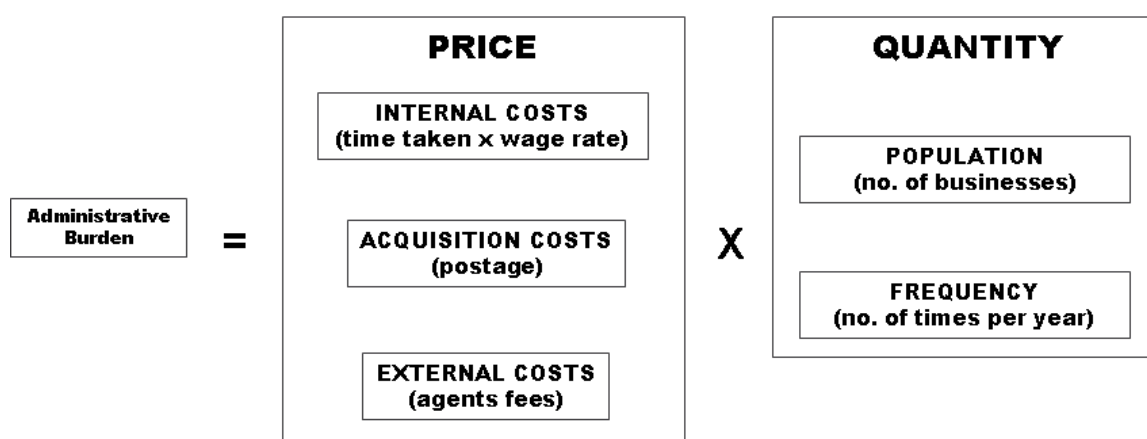 PRICE
INTERNAL COSTS
(time taken x wage rate)
ACQUISITION COSTS
(postage)
EXTERNAL COSTS
(agents fees)
QUANTITY
POPULATION
(no. of businesses)
FREQUENCY
(no. of times per year)
Administrative
Burden
=
X